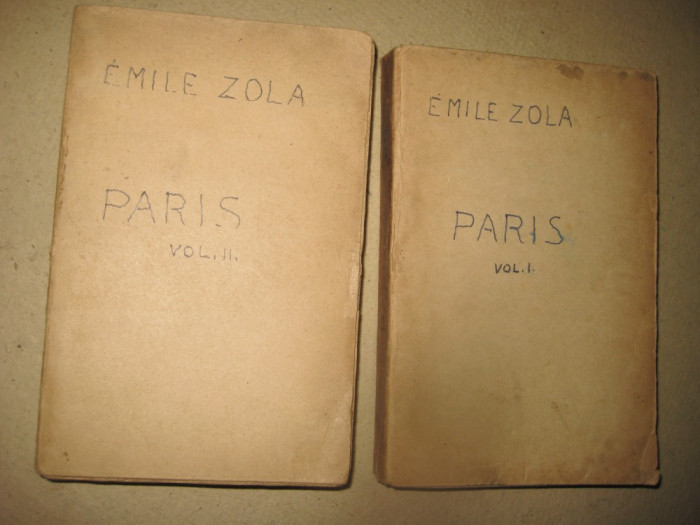 ÉMILE ZOLA
PARIS
VOL. II.
ÉMILE ZOLA
PARIS
VOL. I.